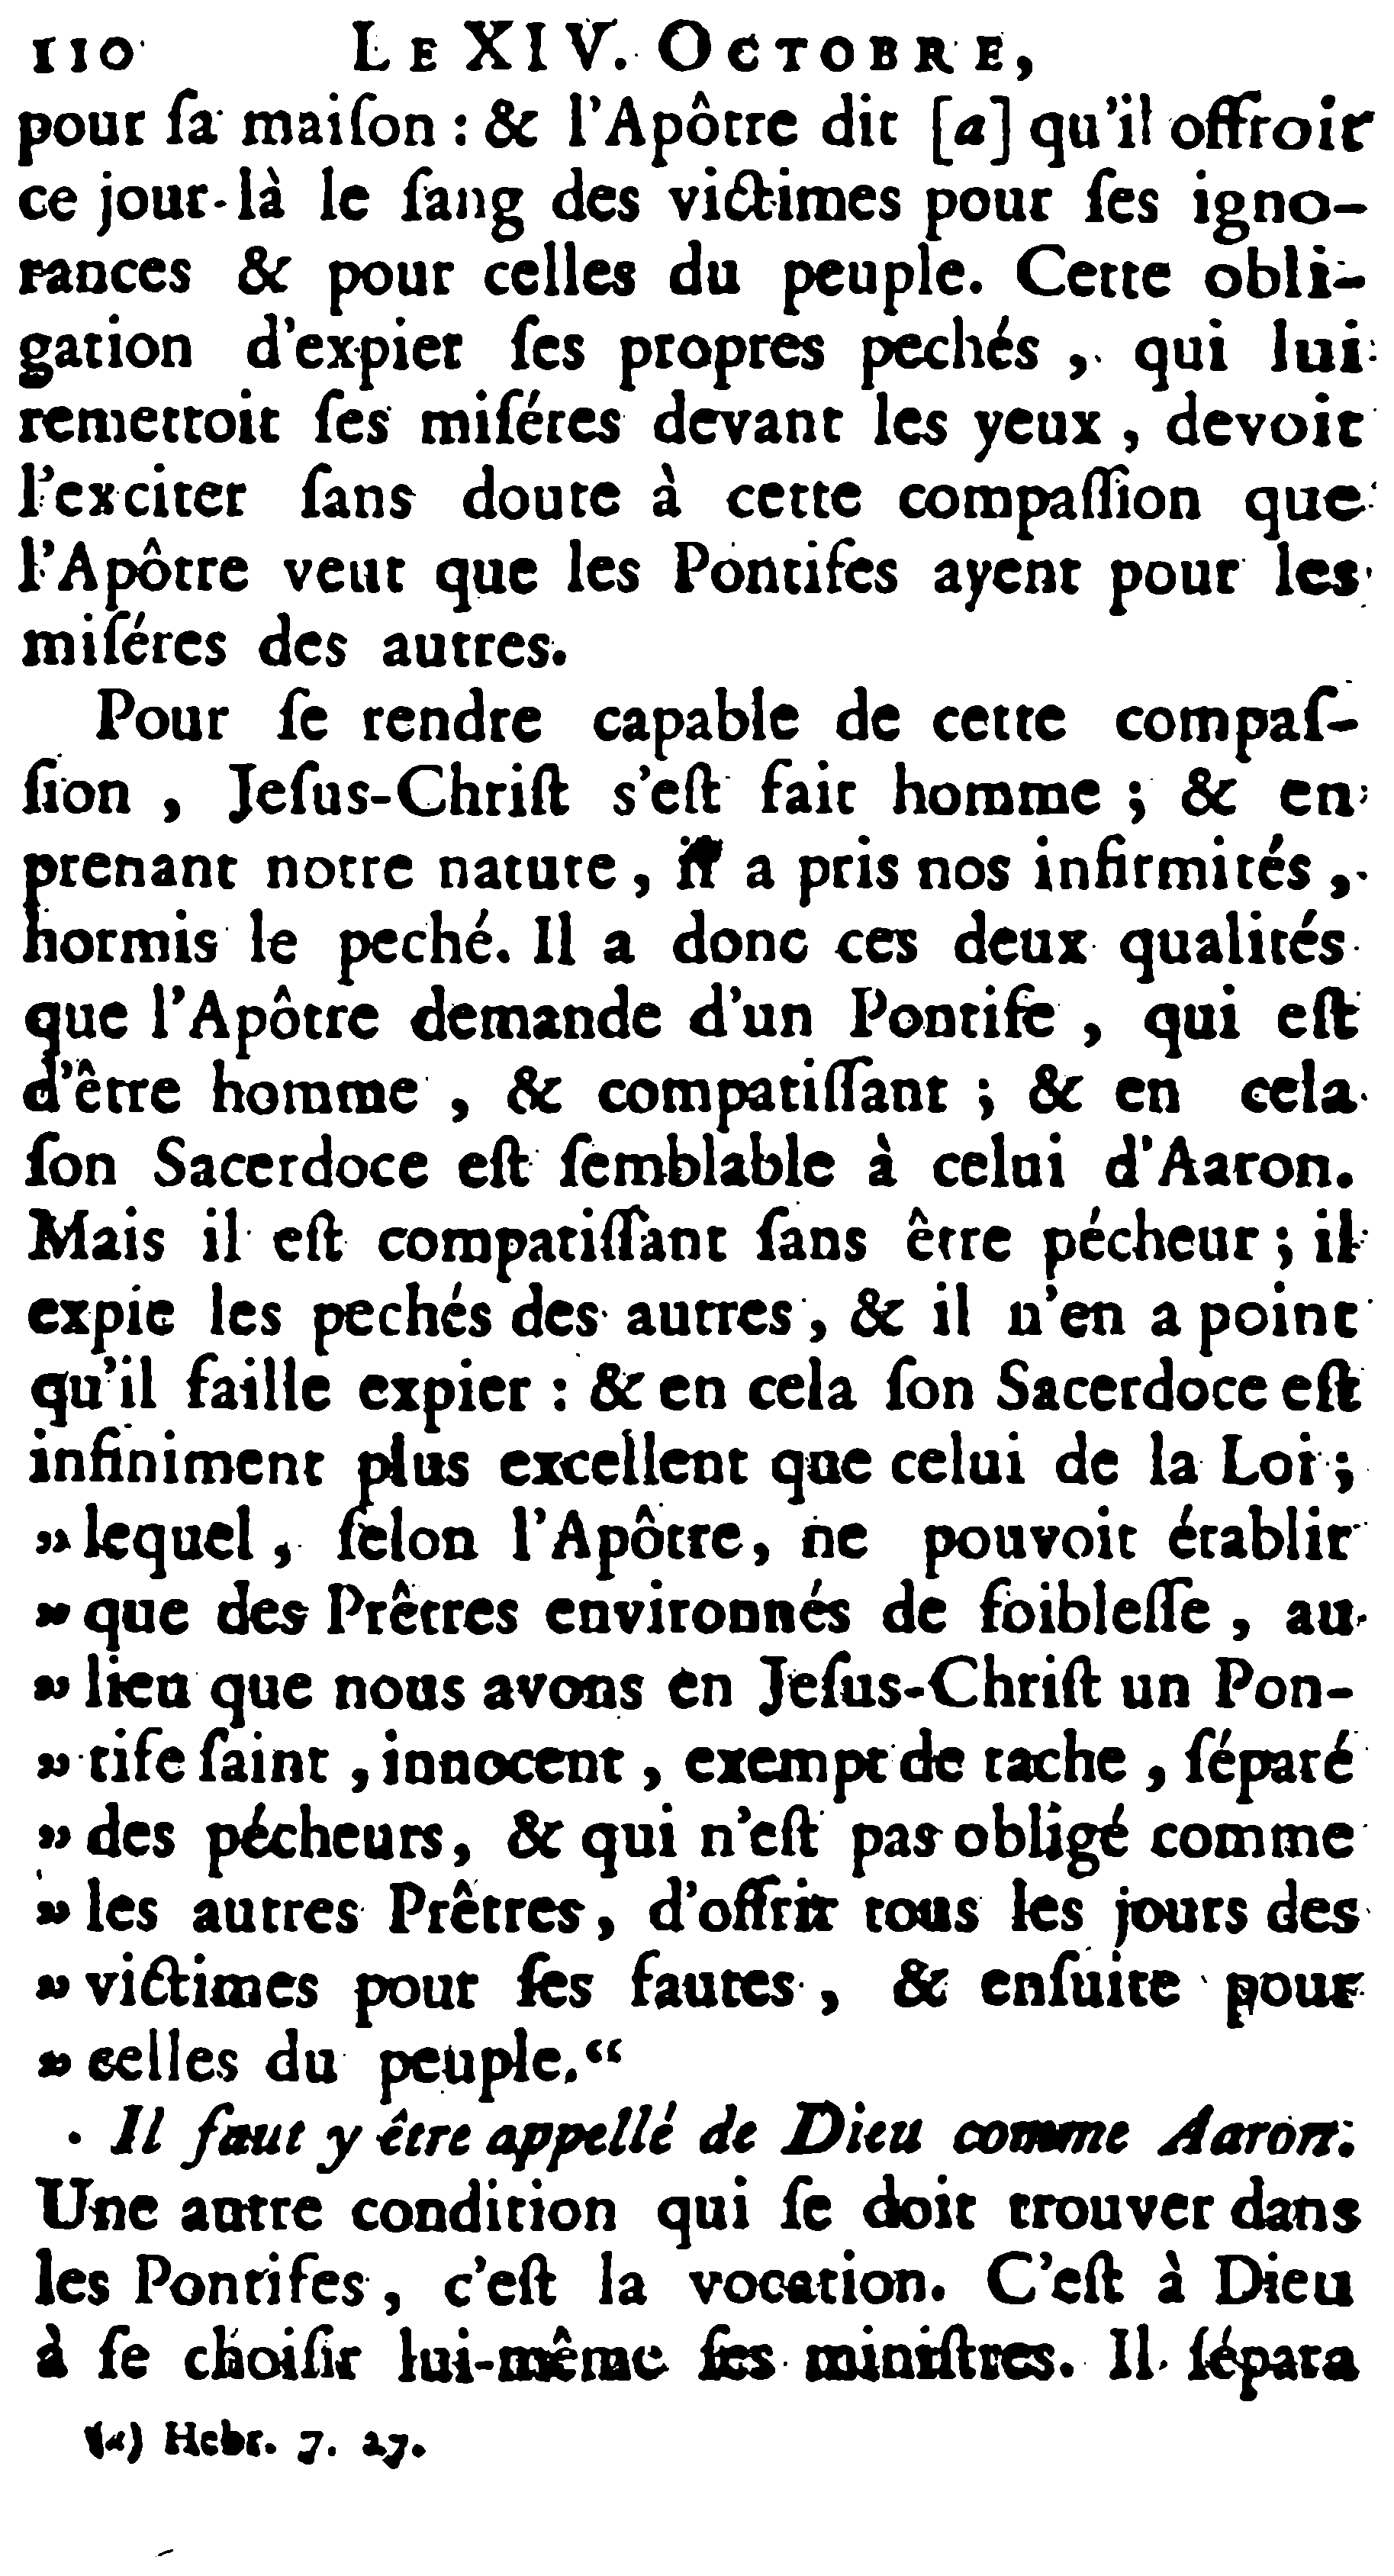 110 LE XIV. OCTOBRE,
pour ſa maiſon : & l'Apôtre dit [a] qu'il offroit
ce jour-là le ſang des victimes pour ſes igno-
rances & pour celles du peuple. Cette obli-
gation d'expier ſes propres pechés , qui lui
remettoit ſes miſéres devant les yeux , devoit
l'exciter ſans doute à cette compaſſion que
l'Apôtre veut que les Pontifes ayent pour les
miſéres des autres.
Pour ſe rendre capable de cette compaſ-
ſion , Jeſus-Chriſt s'eſt fait homme ; & en
prenant notre nature , il a pris nos infirmités ,
hormis le peché. Il a donc ces deux qualités
que l'Apôtre demande d'un Pontife , qui eſt
d'être homme , & compatiſſant ; & en cela
ſon Sacerdoce eſt ſemblable à celui d'Aaron.
Mais il eſt compatiſſant ſans être pécheur ; il
expie les pechés des autres , & il n'en a point
qu'il faille expier : & en cela ſon Sacerdoce eſt
infiniment plus excellent que celui de la Loi ;
» lequel , ſelon l'Apôtre, ne pouvoit établir
» que des Prêtres environnés de foibleſſe , au
» lieu que nous avons en Jeſus-Chriſt un Pon-
» tife ſaint , innocent , exempt de tache , ſéparé
» des pécheurs, & qui n'eſt pas obligé comme
» les autres Prêtres, d'offrir tous les jours des
» victimes pour ſes fautes , & enſuite pour
» celles du peuple.“
Il faut y être appellé de Dieu comme Aaron.
Une autre condition qui ſe doit trouver dans
les Pontifes , c'eſt la vocation. C'eſt à Dieu
à ſe choiſir lui-même ſes miniſtres. Il ſépara
(a) Hebr. 7. 27.